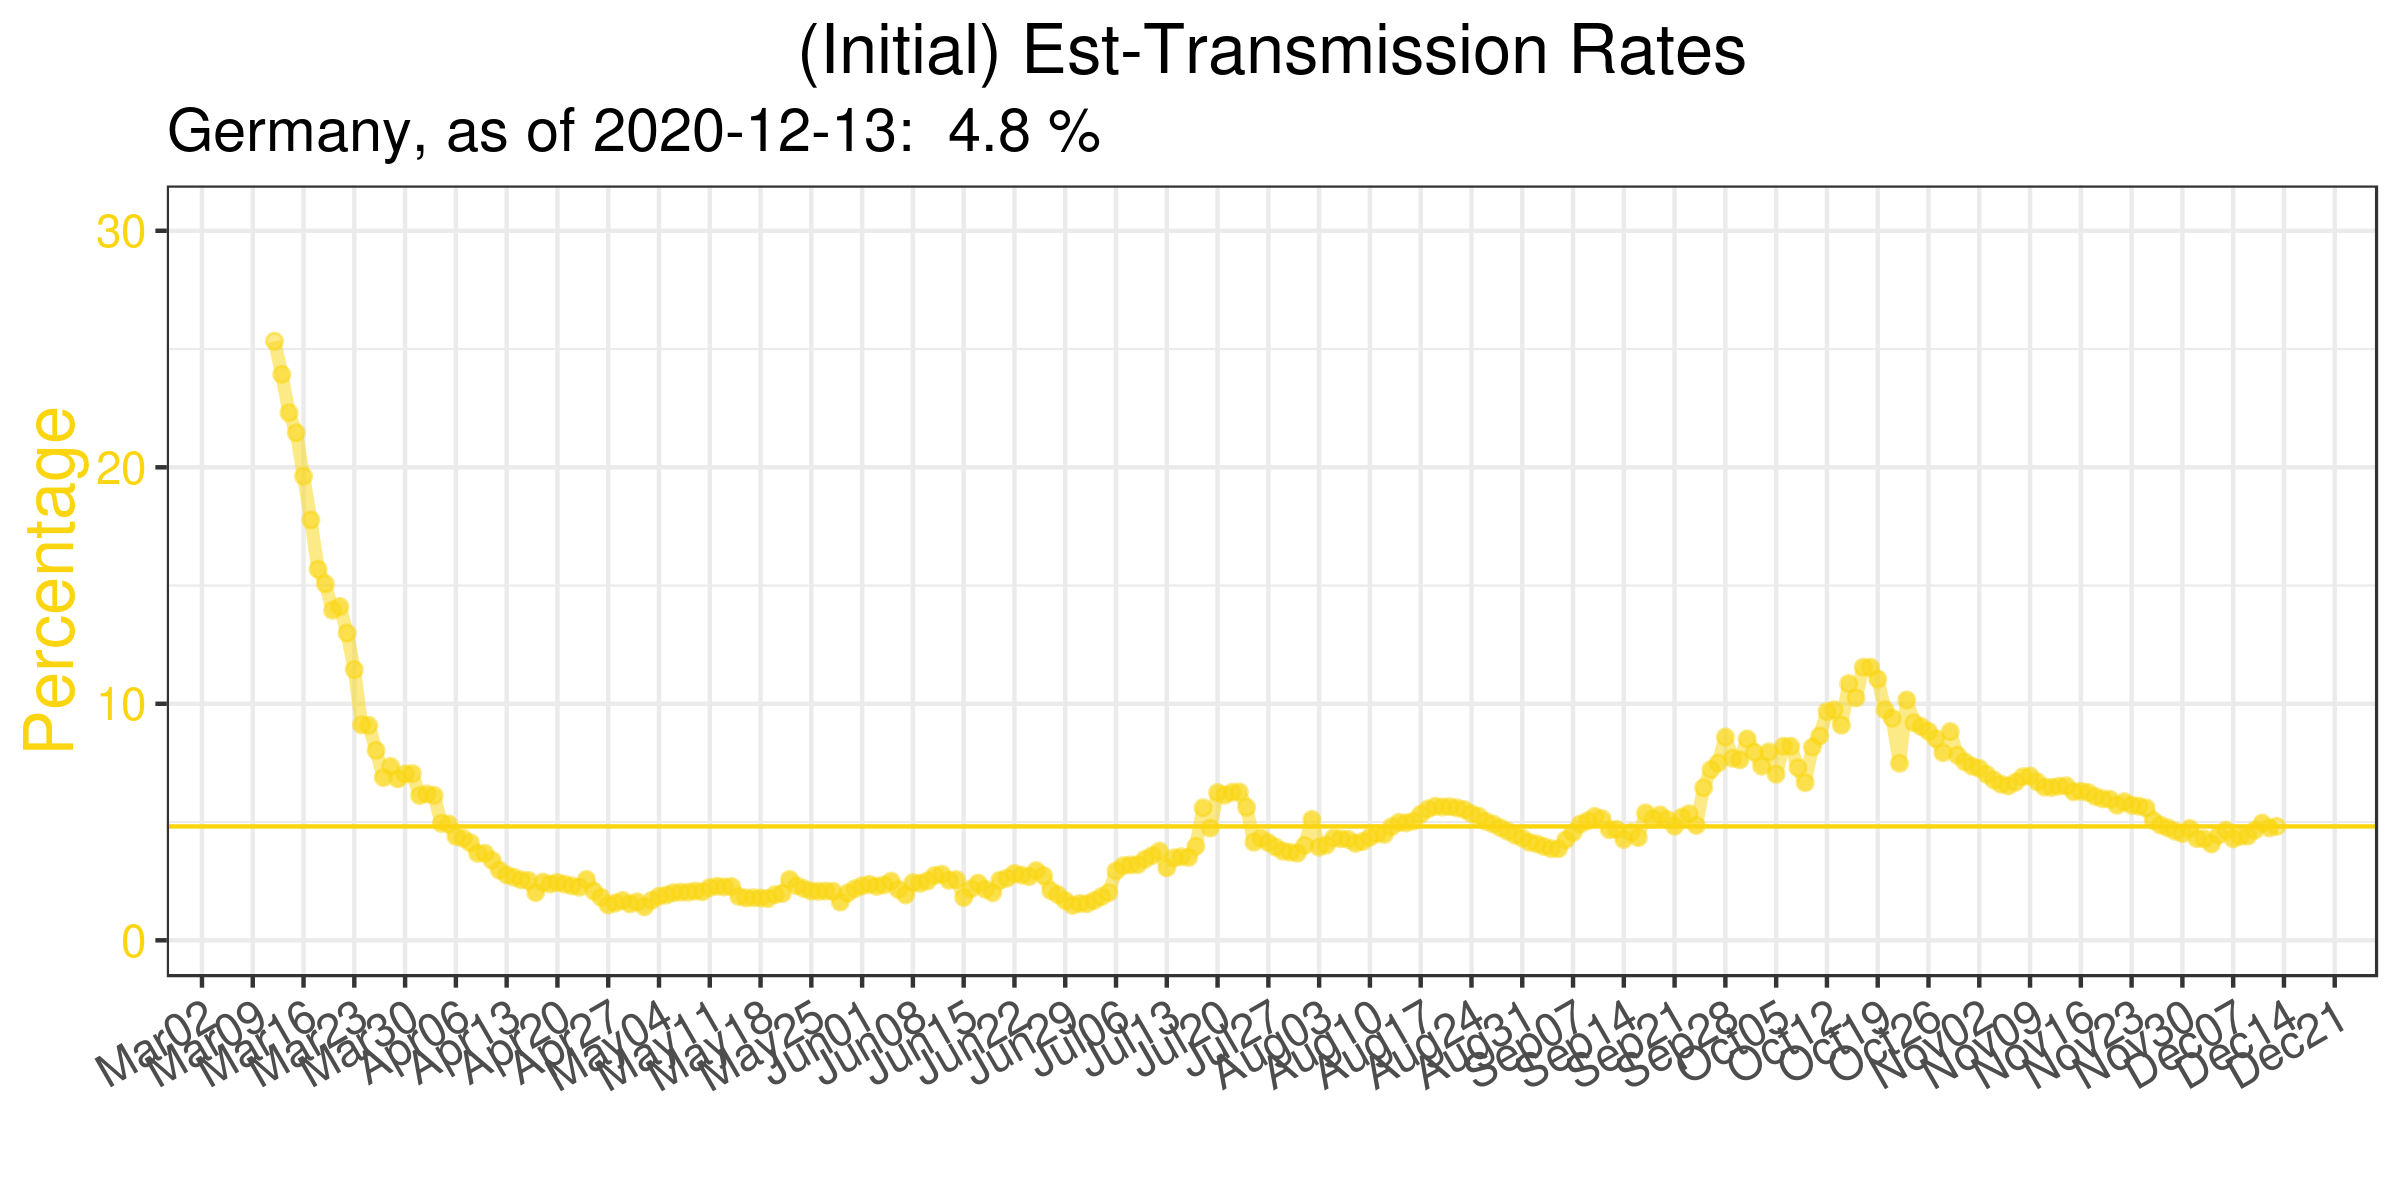 (Initial) Est-Transmission Rates
Germany, as of 2020-12-13:  4.8 %
Percentage
30
20
10
0
Mar02
Mar09
Mar16
Mar23
Mar30
Apr06
Apr13
Apr20
Apr27
May04
May11
May18
May25
Jun01
Jun08
Jun15
Jun22
Jun29
Jul06
Jul13
Jul20
Jul27
Aug03
Aug10
Aug17
Aug24
Aug31
Sep07
Sep14
Sep21
Sep28
Oct05
Oct12
Oct19
Oct26
Nov02
Nov09
Nov16
Nov23
Nov30
Dec07
Dec14
Dec21